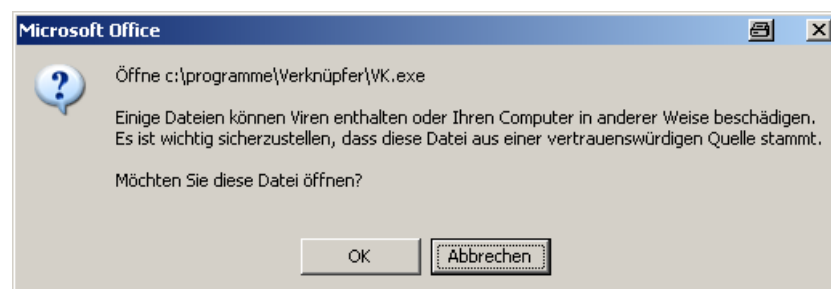 Microsoft Office
?
Öffne c:\programme\Verknüpfer\VK.exe
Einige Dateien können Viren enthalten oder Ihren Computer in anderer Weise beschädigen.
Es ist wichtig sicherzustellen, dass diese Datei aus einer vertrauenswürdigen Quelle stammt.
Möchten Sie diese Datei öffnen?
OK
Abbrechen